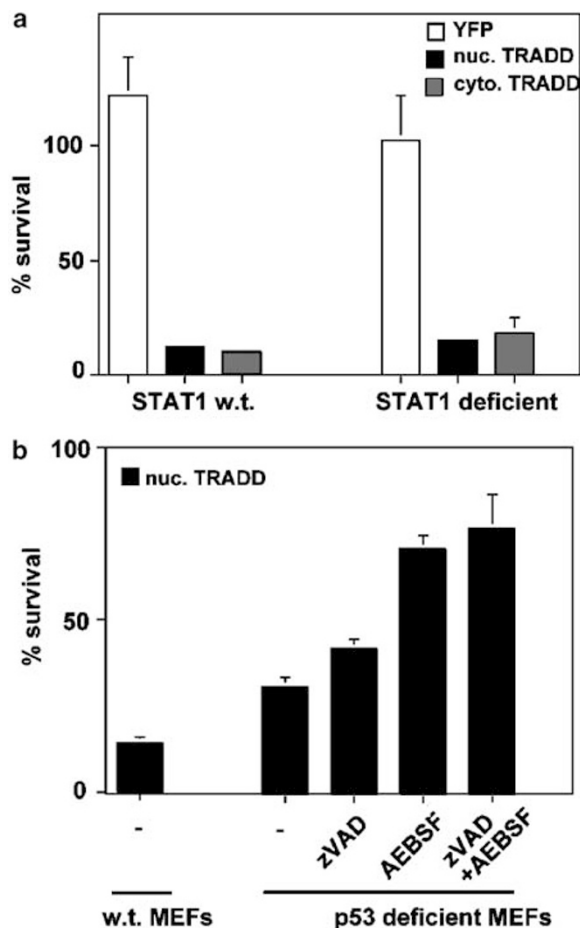 a
YFP
nuc. TRADD
cyto. TRADD
% survival
100
50
0
STAT1 w.t.
STAT1 deficient
b
nuc. TRADD
% survival
100
50
0
-
-
zVAD
AEBSF
zVAD
+AEBSF
w.t. MEFs
p53 deficient MEFs